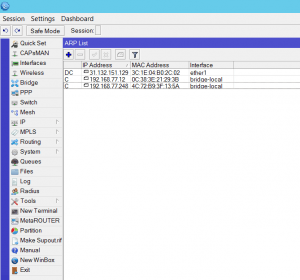 Session Settings Dashboard
Safe Mode Session:
Quick Set
CAPsMAN
Interfaces
Wireless
Bridge
PPP
Switch
Mesh
IP
MPLS
Routing
System
Queues
Files
Log
Radius
Tools
New Terminal
MetaROUTER
Partition
Make Supout.rif
Manual
New WinBox
Exit
ARP List
IP Address MAC Address Interface
DC 31.132.151.129 3C:1E:04:B0:2C:02 ether1
C 192.168.77.12 0C:38:3E:21:29:3B bridge-local
C 192.168.77.248 4C:72:B9:3F:13:5A bridge-local